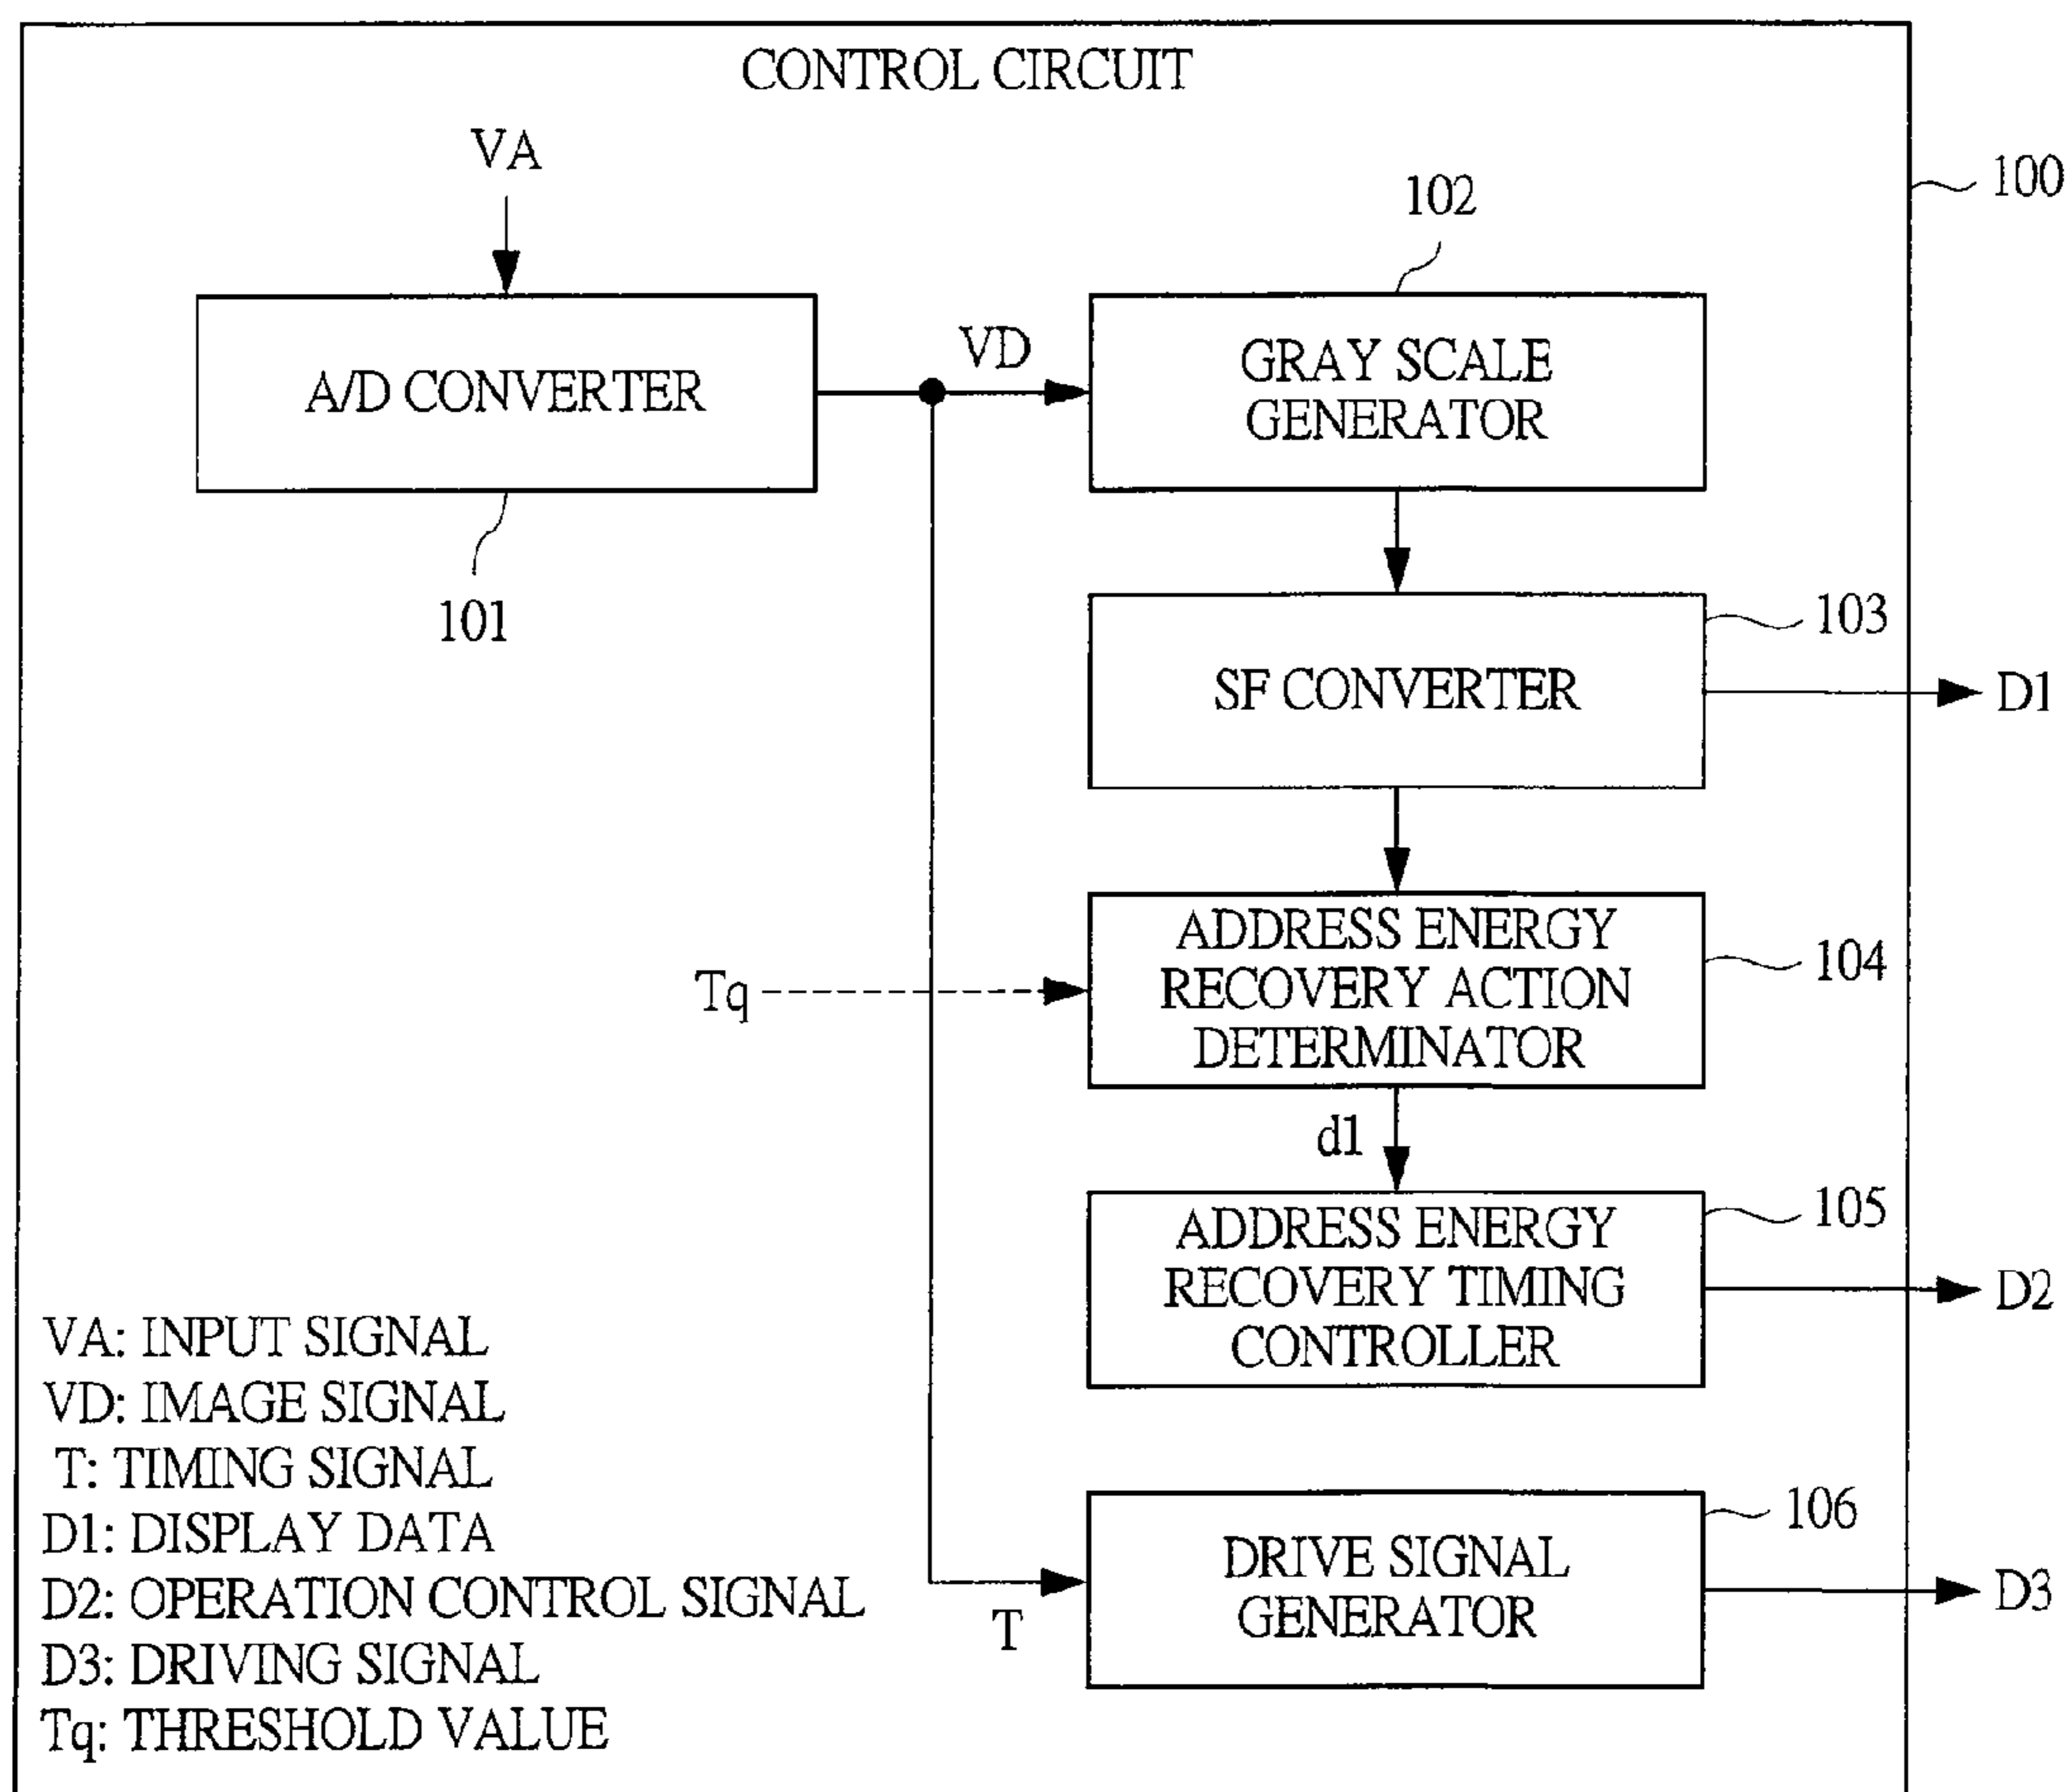 CONTROL CIRCUIT
VA
100
102
A/D CONVERTER
VD
GRAY SCALE
GENERATOR
101
103
SF CONVERTER
D1
Tq
ADDRESS ENERGY
RECOVERY ACTION
DETERMINATOR
104
d1
ADDRESS ENERGY
RECOVERY TIMING
CONTROLLER
105
D2
106
DRIVE SIGNAL
GENERATOR
T
D3
VA: INPUT SIGNAL
VD: IMAGE SIGNAL
T: TIMING SIGNAL
D1: DISPLAY DATA
D2: OPERATION CONTROL SIGNAL
D3: DRIVING SIGNAL
Tq: THRESHOLD VALUE